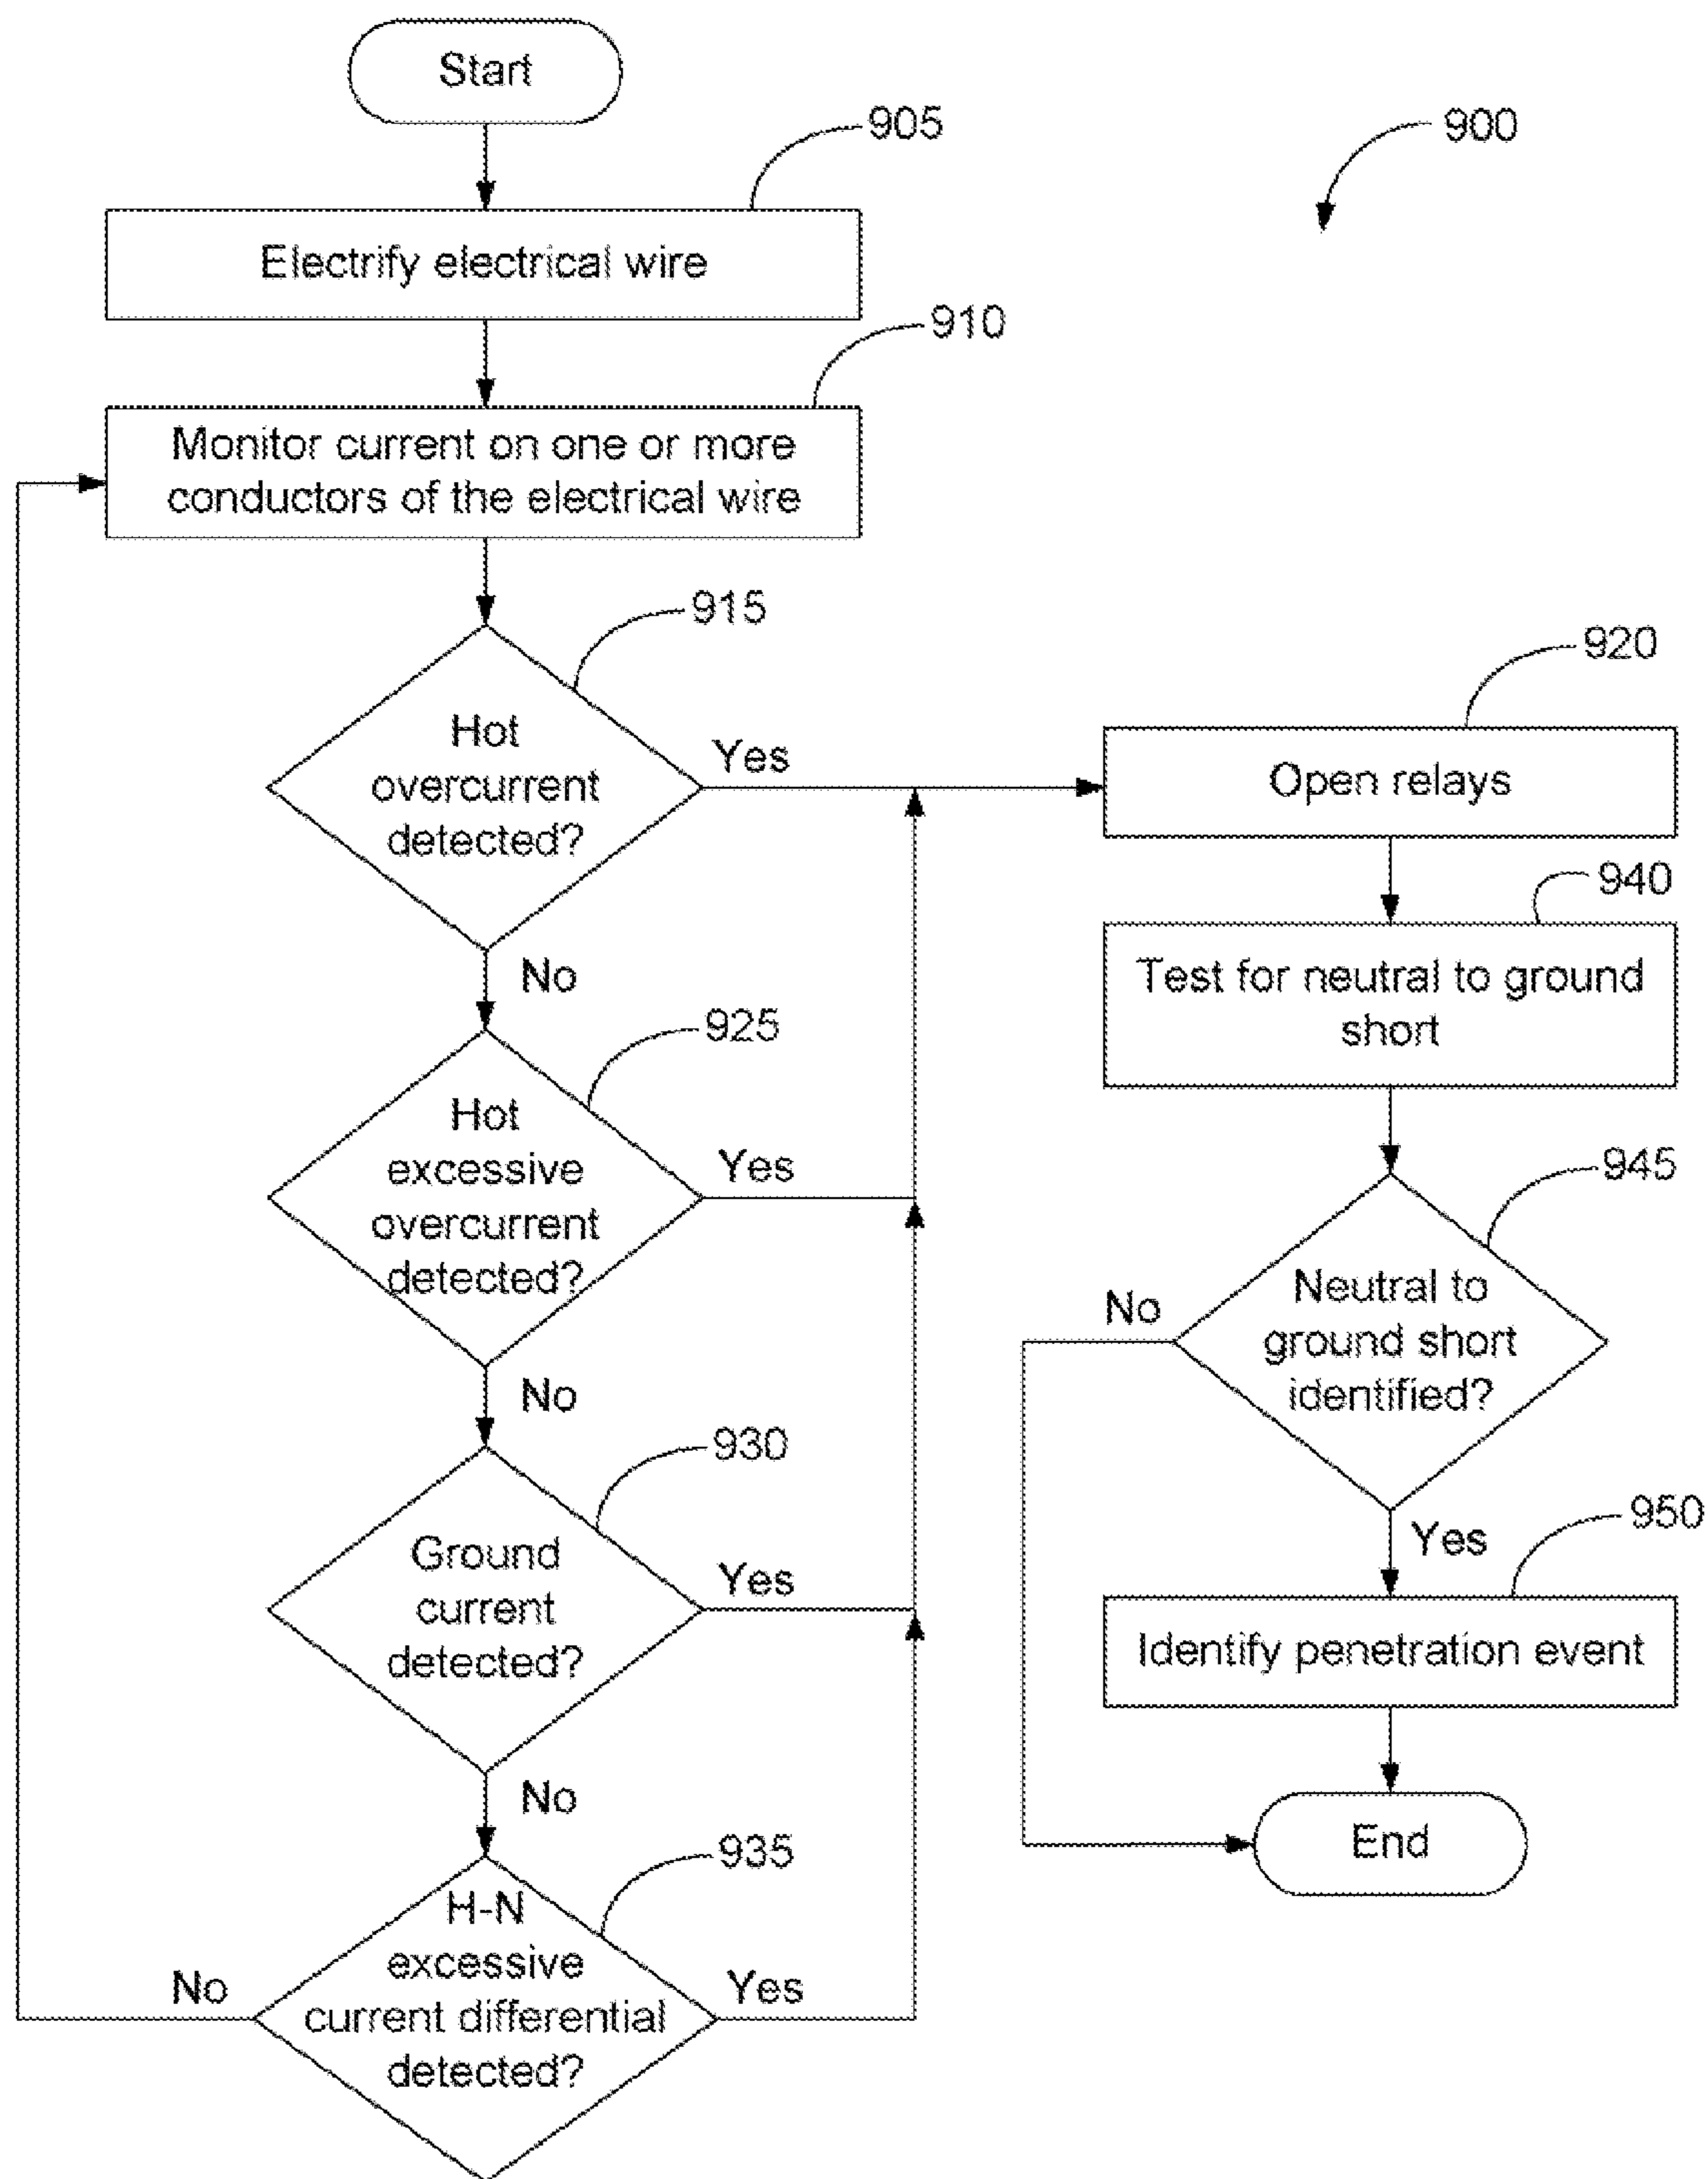 Start
905
900
Electrify electrical wire
910
Monitor current on one or more
conductors of the electrical wire
915
Hot
overcurrent
detected?
Yes
No
920
Open relays
940
Test for neutral to ground
short
925
Hot
excessive
overcurrent
detected?
Yes
No
945
Neutral to
ground short
identified?
No
Yes
930
Ground
current
detected?
Yes
No
950
Identify penetration event
End
935
H-N
excessive
current differential
detected?
No
Yes